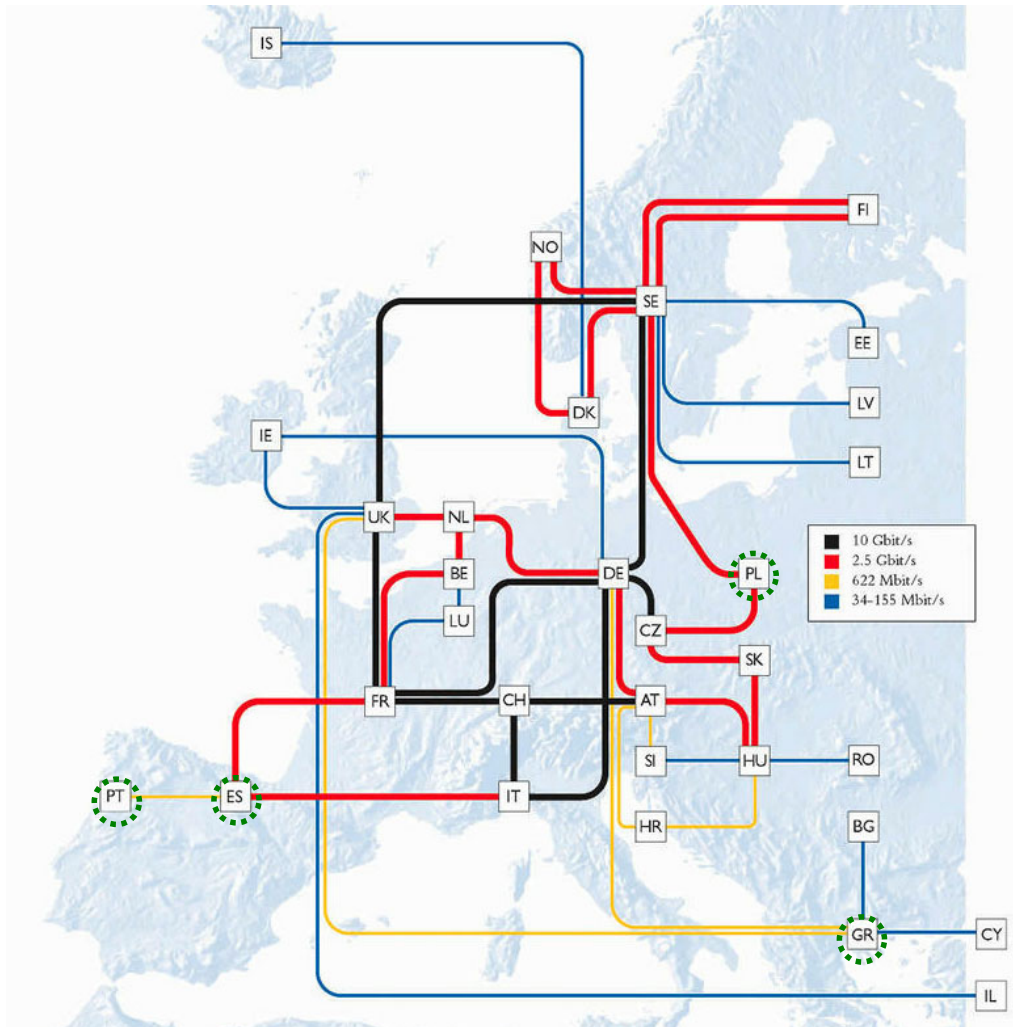 IS
FI
NO
SE
EE
LV
DK
IE
LT
UK
NL
10 Gbit/s
2.5 Gbit/s
622 Mbit/s
34-155 Mbit/s
BE
DE
PL
LU
CZ
SK
FR
CH
AT
SI
HU
RO
PT
ES
IT
HR
BG
GR
CY
IL